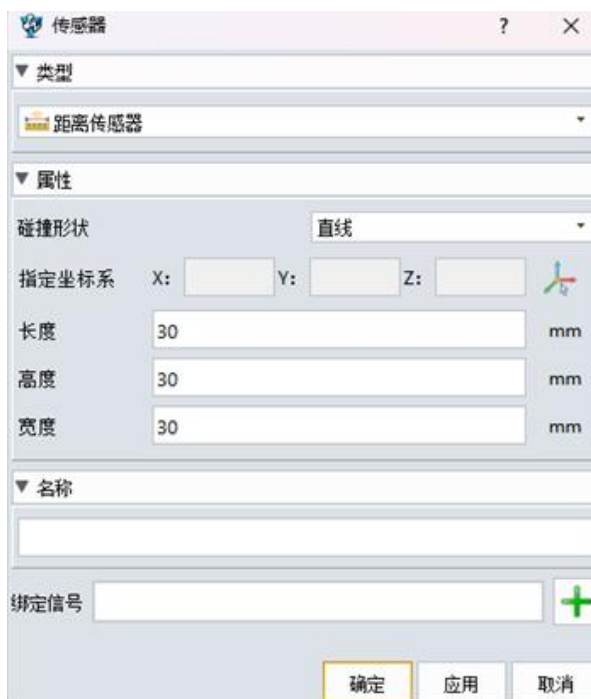 传感器 ?
类型
距离传感器
属性
碰撞形状 直线
指定坐标系 X: Y: Z:
长度 30 mm
高度 30 mm
宽度 30 mm
名称
绑定信号
确定 应用 取消